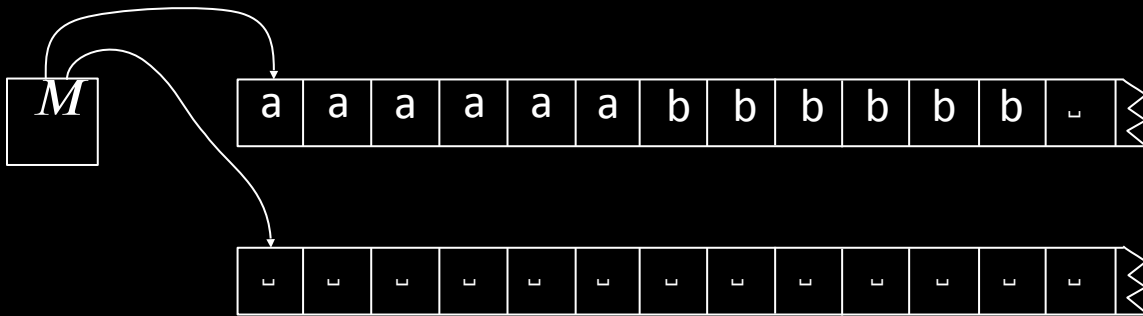 M
a a a a a a b b b b b b ␣
␣ ␣ ␣ ␣ ␣ ␣ ␣ ␣ ␣ ␣ ␣ ␣ ␣